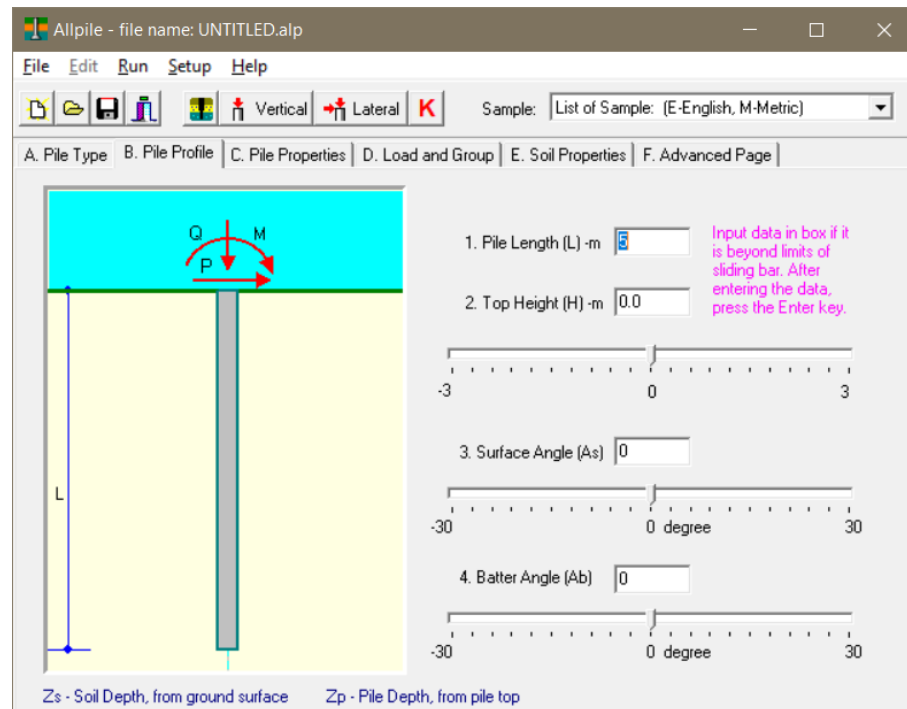 Allpile - file name: UNTITLED.alp
File Edit Run Setup Help
Vertical Lateral K Sample: List of Sample: (E-English, M-Metric)
A. Pile Type B. Pile Profile C. Pile Properties D. Load and Group E. Soil Properties F. Advanced Page
Q M
P
L
1. Pile Length (L) -m 5
Input data in box if it
is beyond limits of
sliding bar. After
entering the data,
press the Enter key.
2. Top Height (H) -m 0.0
-3 0 3
3. Surface Angle (As) 0
-30 0 degree 30
4. Batter Angle (Ab) 0
-30 0 degree 30
Zs - Soil Depth, from ground surface Zp - Pile Depth, from pile top